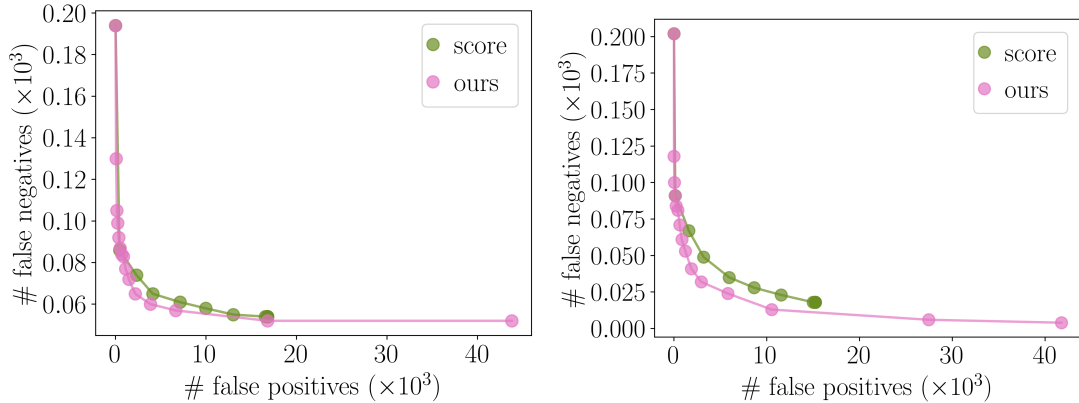 0.20
0.18
0.16
0.14
0.12
0.10
0.08
0.06
# false negatives (×10³)
0 10 20 30 40
# false positives (×10³)
score
ours
0.200
0.175
0.150
0.125
0.100
0.075
0.050
0.025
0.000
# false negatives (×10³)
0 10 20 30 40
# false positives (×10³)
score
ours